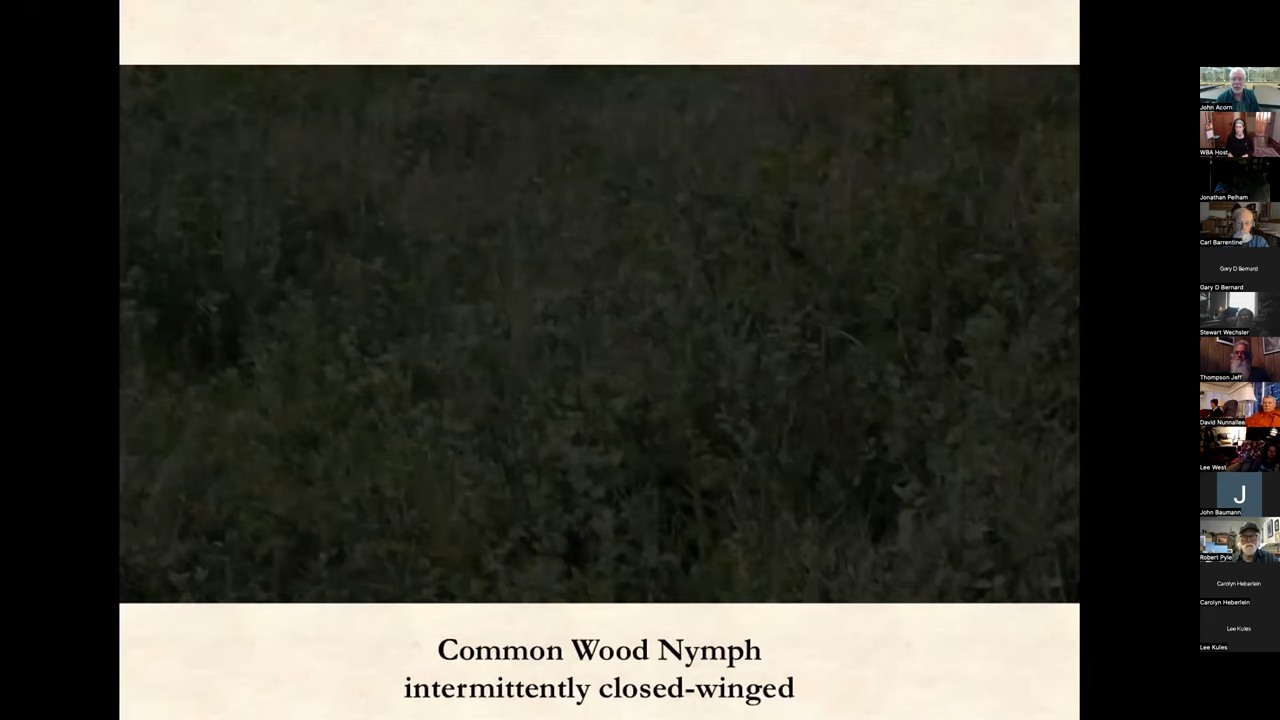 Common Wood Nymph
intermittently closed-winged
John Acorn
WBA Host
Jonathan Pelham
Carl Barrentine
Gary D Bernard
Gary D Bernard
Stewart Wechsler
Thompson Jeff
David Nunnallee
Lee West
J
John Baumann
Robert Pyle
Carolyn Heberlein
Carolyn Heberlein
Lee Kules
Lee Kules